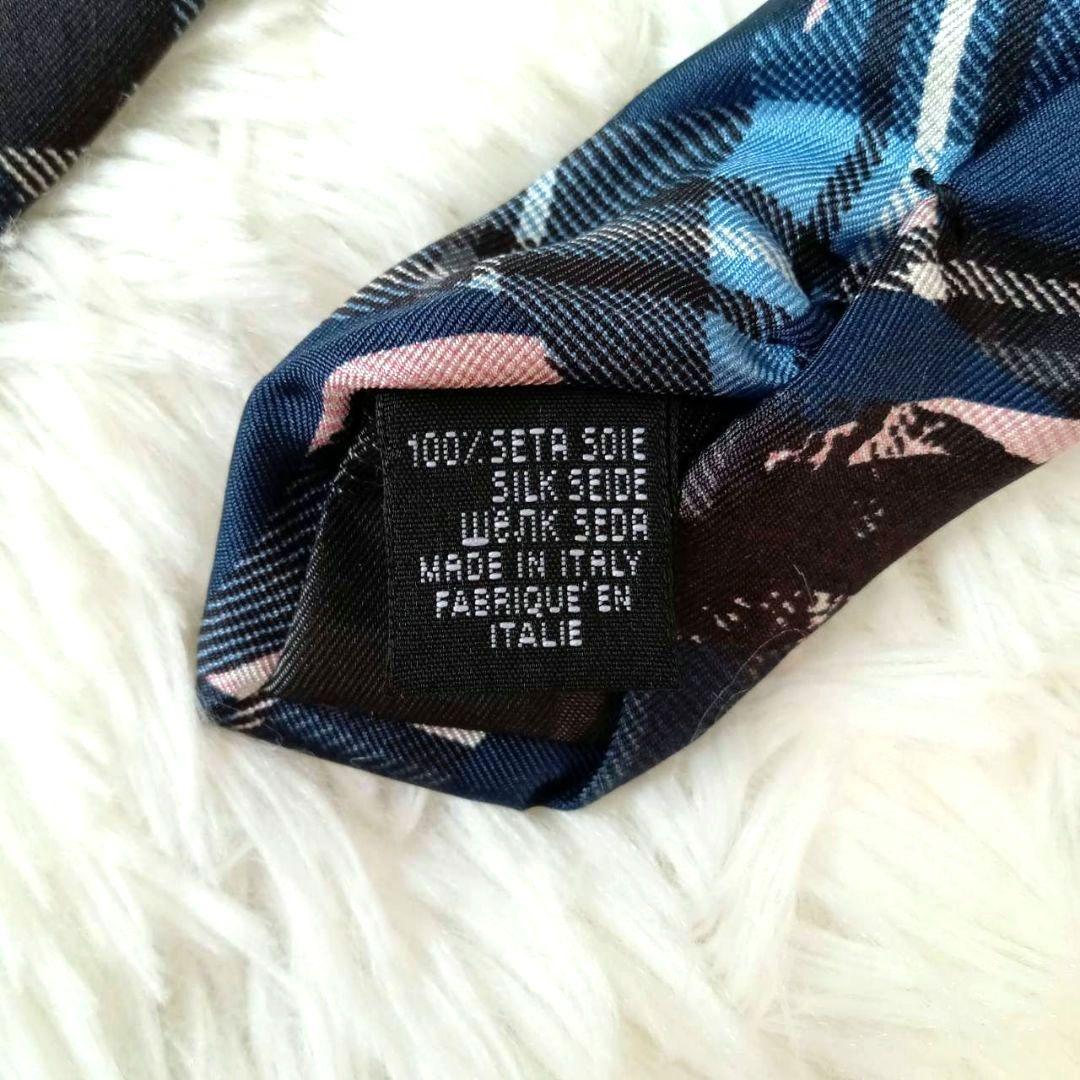 100% SETA SOIE
SILK SEIDE
ШЁЛК SEDA
MADE IN ITALY
FABRIQUE' EN
ITALIE